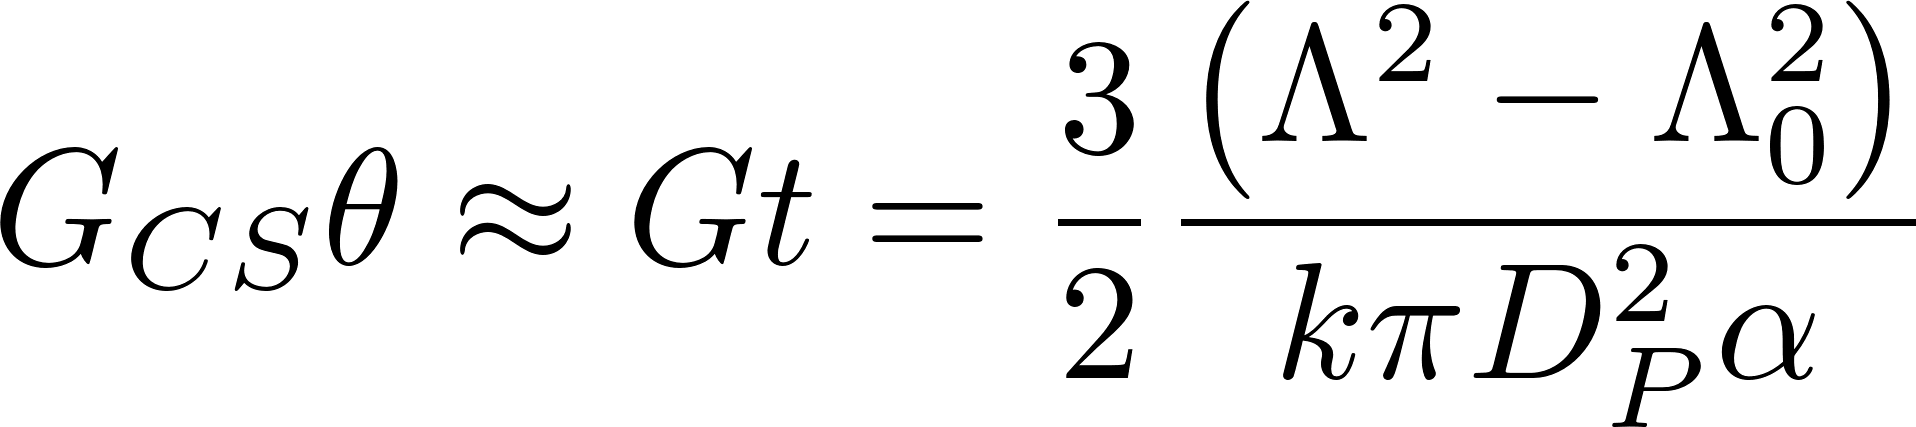 $G_{CS}\theta \approx Gt = \frac{3}{2} \frac{(\Lambda^2 - \Lambda_0^2)}{k\pi D_P^2 \alpha}$